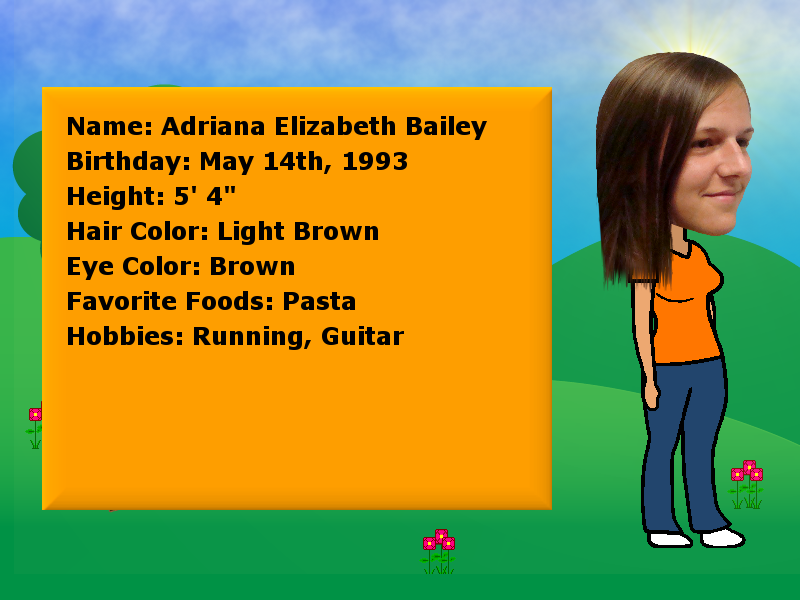 Name: Adriana Elizabeth Bailey
Birthday: May 14th, 1993
Height: 5' 4"
Hair Color: Light Brown
Eye Color: Brown
Favorite Foods: Pasta
Hobbies: Running, Guitar